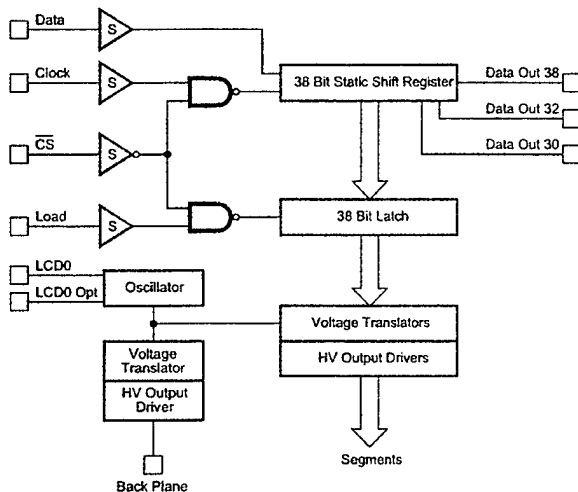 Data
S
Clock
S
38 Bit Static Shift Register
Data Out 38
Data Out 32
Data Out 30
C̅S̅
S
Load
S
38 Bit Latch
LCD0
LCD0 Opt
Oscillator
Voltage Translators
HV Output Drivers
Voltage
Translator
HV Output
Driver
Segments
Back Plane